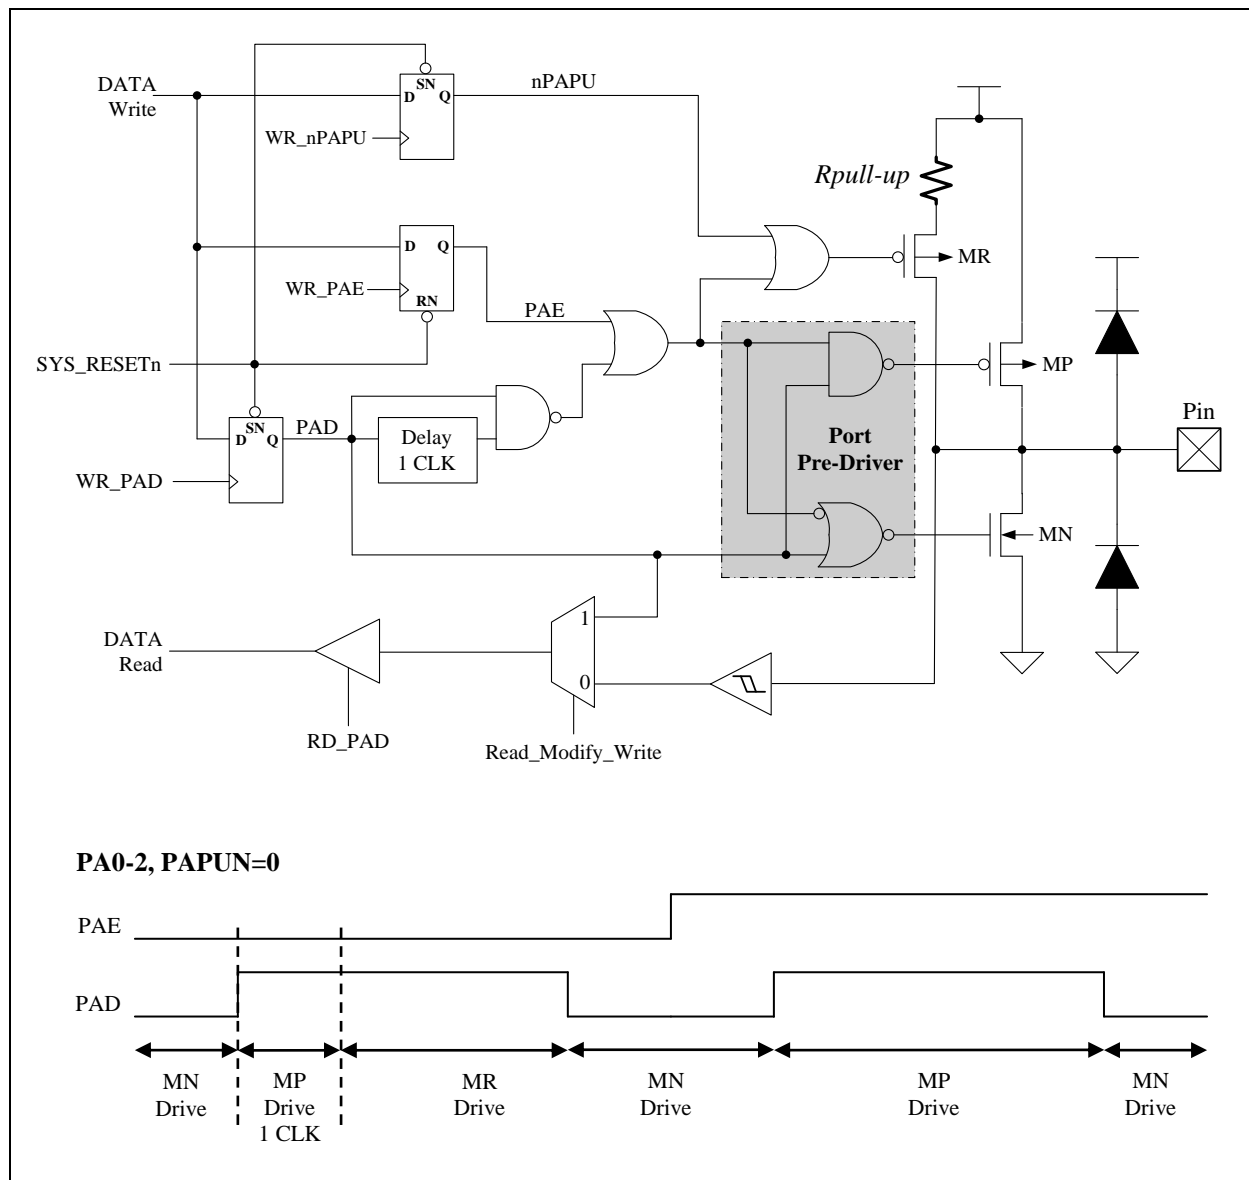 DATA
Write
D
SN
Q
nPAPU
WR_nPAPU
Rpull-up
D
Q
RN
WR_PAE
PAE
MR
SYS_RESETn
MP
D
SN
Q
PAD
Delay
1 CLK
WR_PAD
Port
Pre-Driver
Pin
MN
1
0
DATA
Read
RD_PAD
Read_Modify_Write
PA0-2, PAPUN=0
PAE
PAD
MN
Drive
MP
Drive
1 CLK
MR
Drive
MN
Drive
MP
Drive
MN
Drive